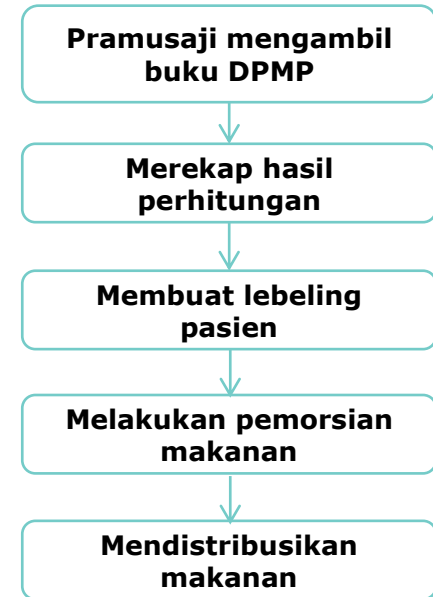 Pramusaji mengambil
buku DPMP
Merekap hasil
perhitungan
Membuat lebeling
pasien
Melakukan pemorsian
makanan
Mendistribusikan
makanan